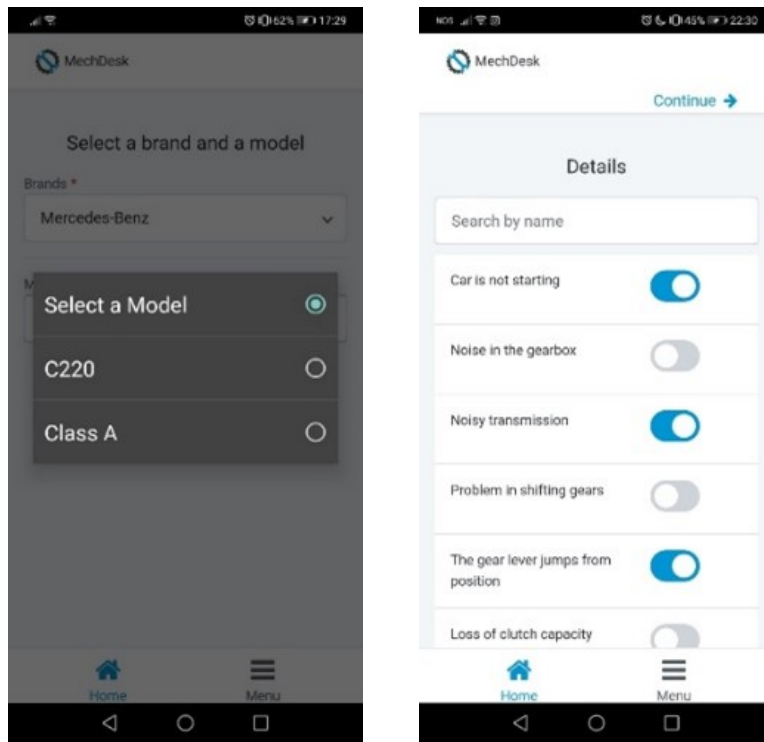 62% 17:29
MechDesk
Select a brand and a model
Brands *
Mercedes-Benz
M
Select a Model
C220
Class A
Home
Menu
NOS 45% 22:30
MechDesk
Continue →
Details
Search by name
Car is not starting
Noise in the gearbox
Noisy transmission
Problem in shifting gears
The gear lever jumps from
position
Loss of clutch capacity
Home
Menu